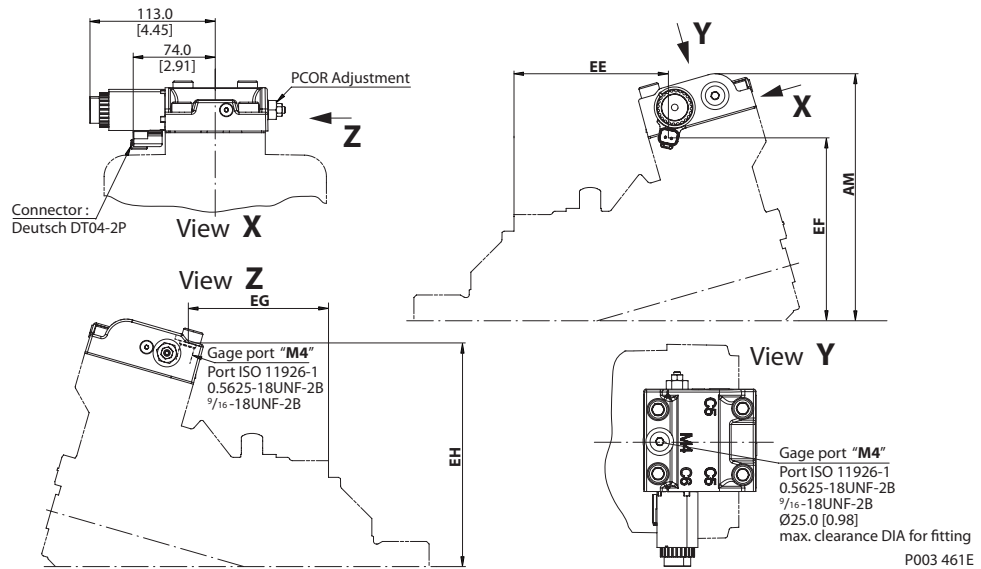 113.0
[4.45]
74.0
[2.91]
PCOR Adjustment
Z
Connector :
Deutsch DT04-2P
View X
Y
EE
X
AM
EF
View Z
EG
Gage port "M4"
Port ISO 11926-1
0.5625-18UNF-2B
9/16-18UNF-2B
EH
View Y
C5
M4
C6
C5
Gage port "M4"
Port ISO 11926-1
0.5625-18UNF-2B
9/16-18UNF-2B
Ø25.0 [0.98]
max. clearance DIA for fitting
P003 461E